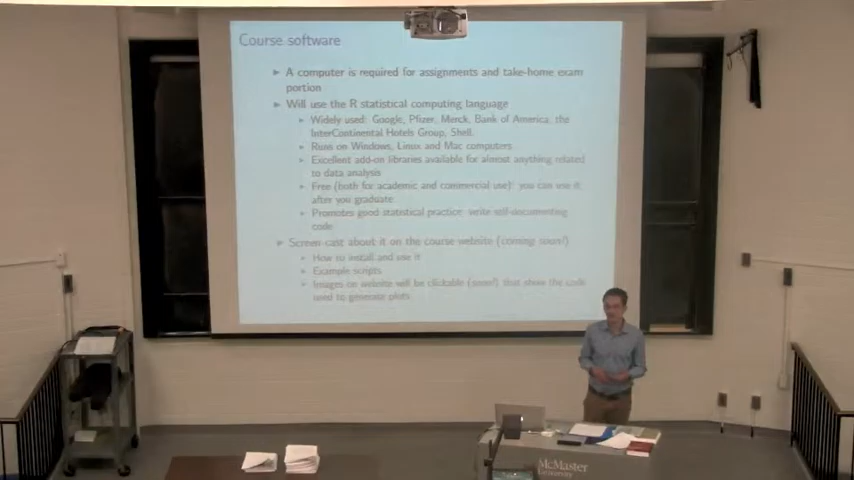 Course software
A computer is required for assignments and take-home exam
portion
Will use the R statistical computing language
Widely used: Google, Pfizer, Merck, Bank of America, the
InterContinental Hotels Group, Shell.
Runs on Windows, Linux and Mac computers
Excellent add-on libraries available for almost anything related
to data analysis
Free (both for academic and commercial use): you can use it
after you graduate
Promotes good statistical practice: write self-documenting
code
Screen cast about it on the course website (coming soon!)
How to install and use it
Example scripts
Images on website will be clickable (soon!) that show the code
used to generate plots
McMaster
University